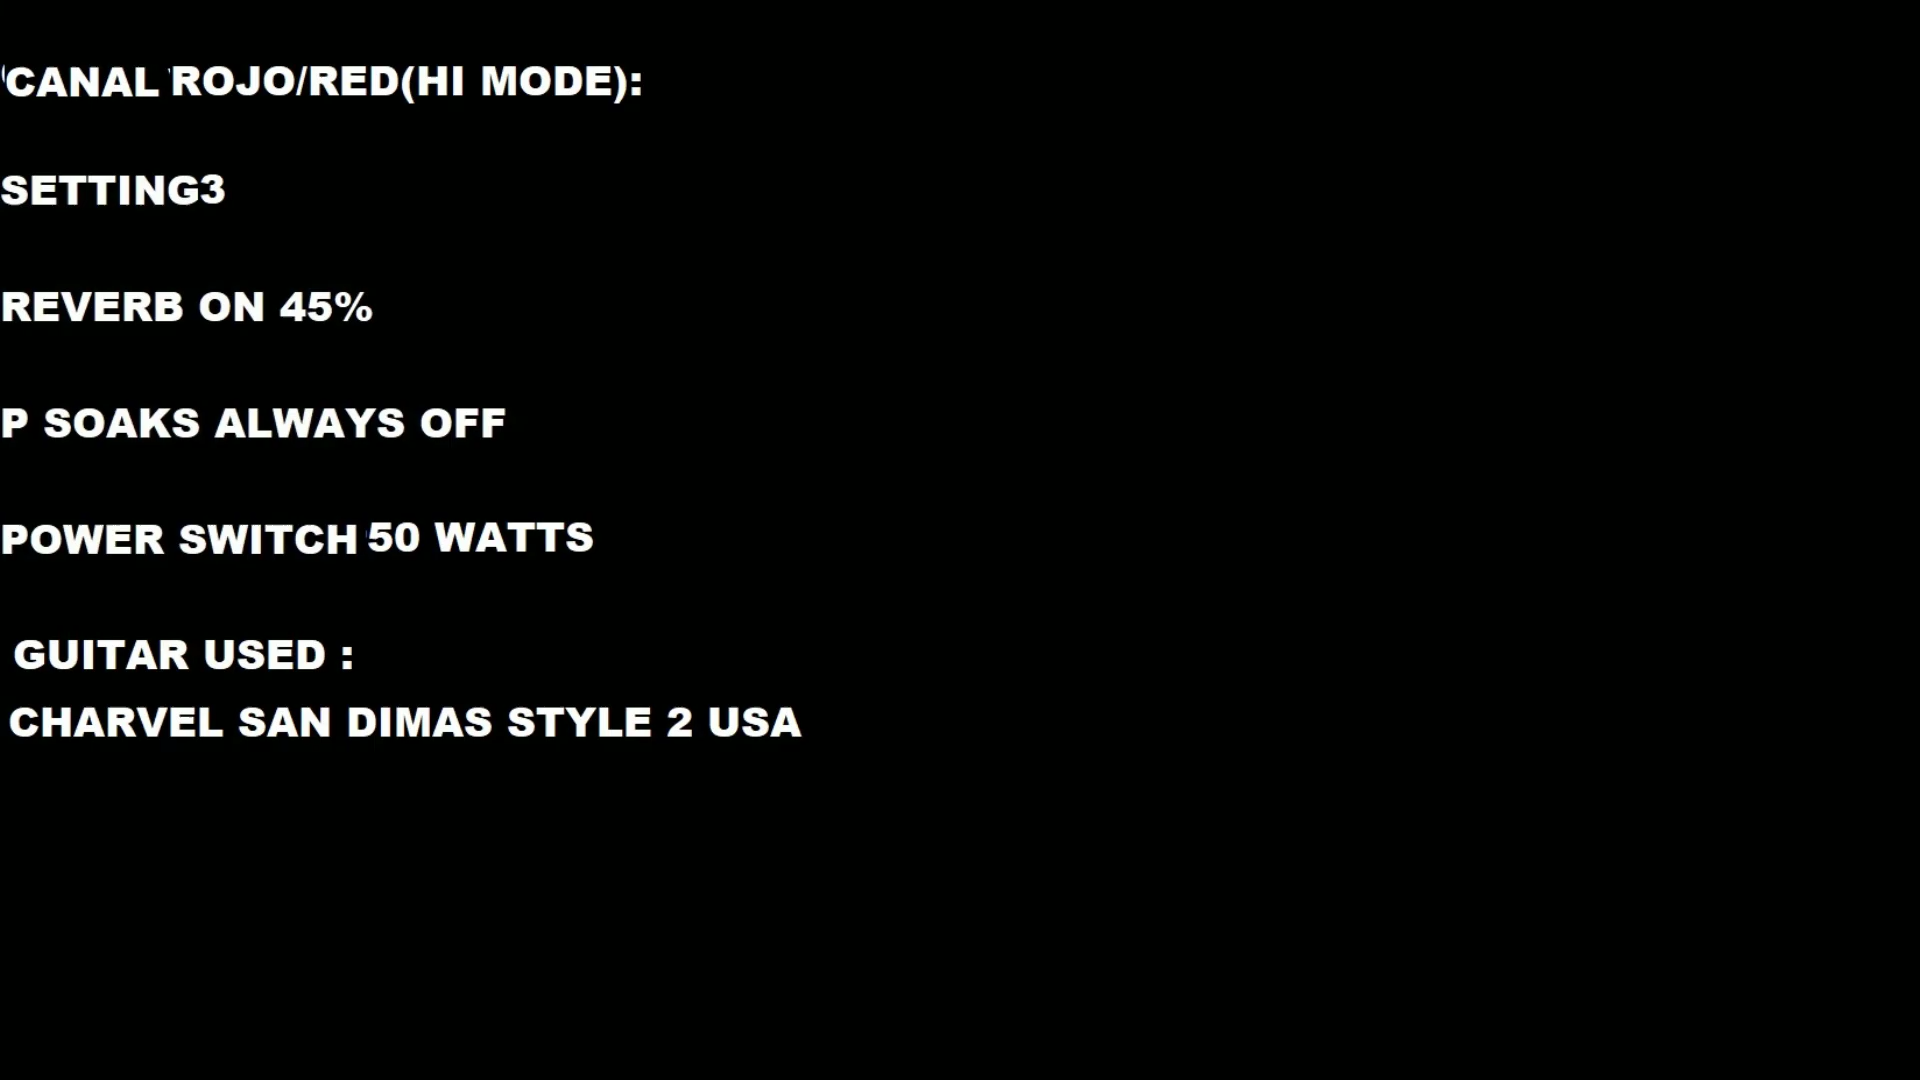 CANAL ROJO/RED(HI MODE):
SETTING3
REVERB ON 45%
P SOAKS ALWAYS OFF
POWER SWITCH 50 WATTS
GUITAR USED :
CHARVEL SAN DIMAS STYLE 2 USA